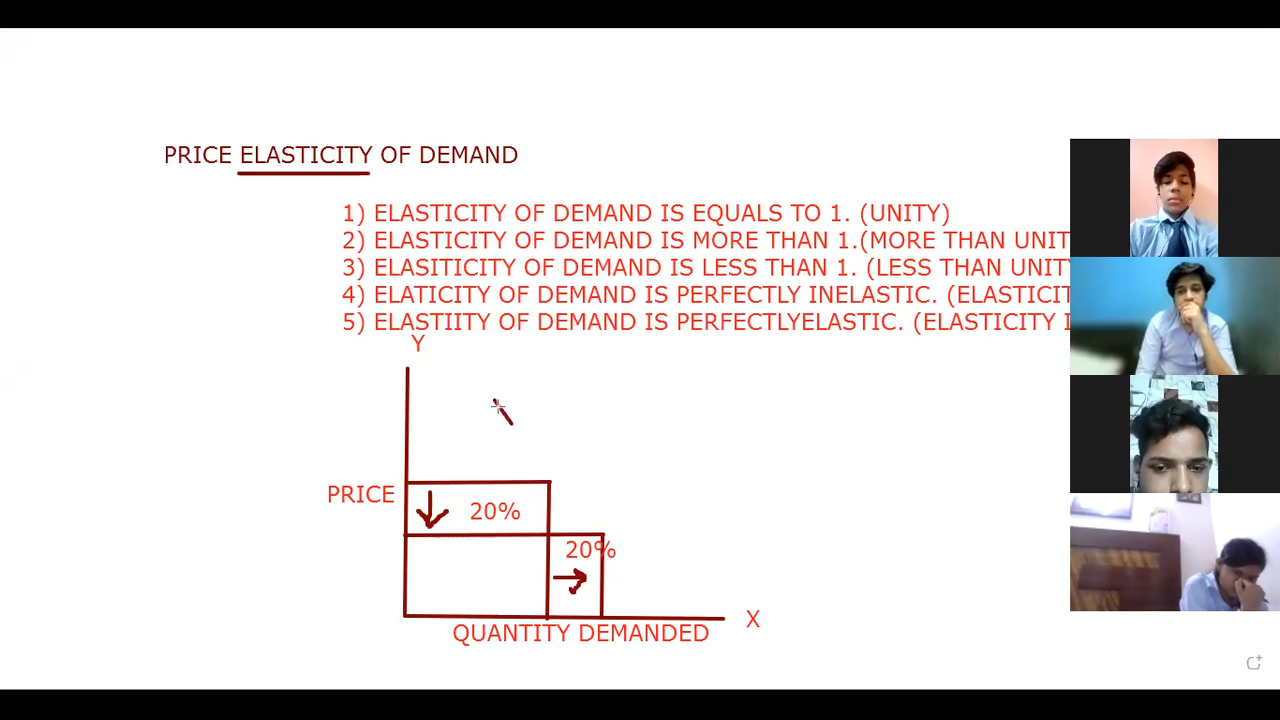 PRICE ELASTICITY OF DEMAND
1) ELASTICITY OF DEMAND IS EQUALS TO 1. (UNITY)
2) ELASTICITY OF DEMAND IS MORE THAN 1.(MORE THAN UNIT
3) ELASITICITY OF DEMAND IS LESS THAN 1. (LESS THAN UNITY
4) ELATICITY OF DEMAND IS PERFECTLY INELASTIC. (ELASTICIT
5) ELASTIITY OF DEMAND IS PERFECTLYELASTIC. (ELASTICITY I
Y
PRICE
20%
20%
X
QUANTITY DEMANDED